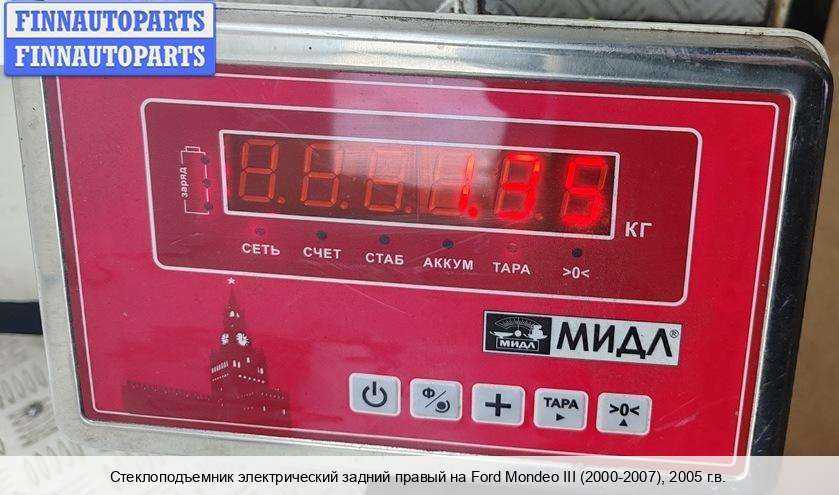 FINNAUTOPARTS
FINNAUTOPARTS
заряд
1.35
КГ
СЕТЬ СЧЕТ СТАБ АККУМ ТАРА >0<
МИДЛ МИДЛ®
Ф/ + ТАРА >0<
Стеклоподъемник электрический задний правый на Ford Mondeo III (2000-2007), 2005 г.в.